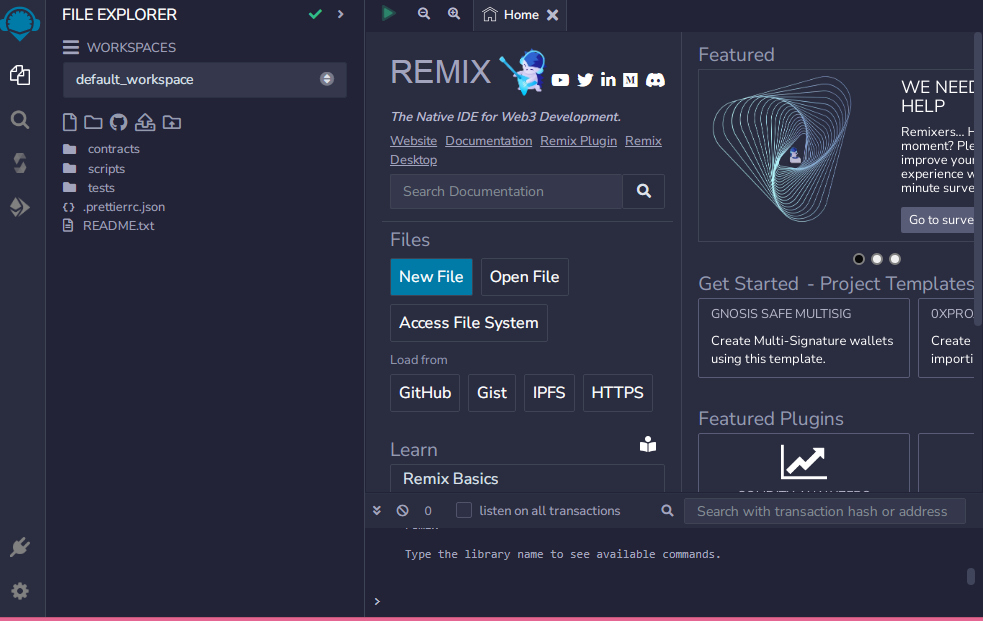 FILE EXPLORER
WORKSPACES
default_workspace
contracts
scripts
tests
.prettierrc.json
README.txt
Home
REMIX
The Native IDE for Web3 Development.
Website Documentation Remix Plugin Remix
Desktop
Search Documentation
Files
New File Open File
Access File System
Load from
GitHub Gist IPFS HTTPS
Learn
Remix Basics
Featured
WE NEED
HELP
Remixers... H
moment? Ple
improve your
experience w
minute surve
Go to surve
Get Started - Project Templates
GNOSIS SAFE MULTISIG
Create Multi-Signature wallets
using this template.
0XPRO
Create
importi
Featured Plugins
0 listen on all transactions Search with transaction hash or address
Type the library name to see available commands.
>